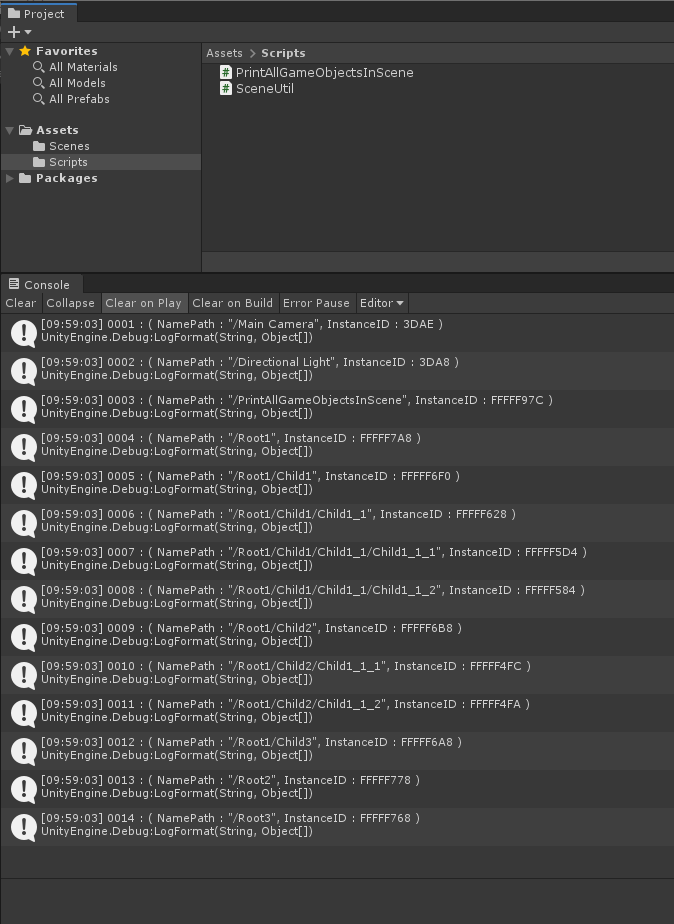 Project
Favorites
All Materials
All Models
All Prefabs
Assets
Scenes
Scripts
Packages
Assets > Scripts
PrintAllGameObjectsInScene
SceneUtil
Console
Clear Collapse Clear on Play Clear on Build Error Pause Editor
[09:59:03] 0001 : ( NamePath : "/Main Camera", InstanceID : 3DAE )
UnityEngine.Debug:LogFormat(String, Object[])
[09:59:03] 0002 : ( NamePath : "/Directional Light", InstanceID : 3DA8 )
UnityEngine.Debug:LogFormat(String, Object[])
[09:59:03] 0003 : ( NamePath : "/PrintAllGameObjectsInScene", InstanceID : FFFFF97C )
UnityEngine.Debug:LogFormat(String, Object[])
[09:59:03] 0004 : ( NamePath : "/Root1", InstanceID : FFFFF7A8 )
UnityEngine.Debug:LogFormat(String, Object[])
[09:59:03] 0005 : ( NamePath : "/Root1/Child1", InstanceID : FFFFF6F0 )
UnityEngine.Debug:LogFormat(String, Object[])
[09:59:03] 0006 : ( NamePath : "/Root1/Child1/Child1_1", InstanceID : FFFFF628 )
UnityEngine.Debug:LogFormat(String, Object[])
[09:59:03] 0007 : ( NamePath : "/Root1/Child1/Child1_1/Child1_1_1", InstanceID : FFFFF5D4 )
UnityEngine.Debug:LogFormat(String, Object[])
[09:59:03] 0008 : ( NamePath : "/Root1/Child1/Child1_1/Child1_1_2", InstanceID : FFFFF584 )
UnityEngine.Debug:LogFormat(String, Object[])
[09:59:03] 0009 : ( NamePath : "/Root1/Child2", InstanceID : FFFFF6B8 )
UnityEngine.Debug:LogFormat(String, Object[])
[09:59:03] 0010 : ( NamePath : "/Root1/Child2/Child1_1_1", InstanceID : FFFFF4FC )
UnityEngine.Debug:LogFormat(String, Object[])
[09:59:03] 0011 : ( NamePath : "/Root1/Child2/Child1_1_2", InstanceID : FFFFF4FA )
UnityEngine.Debug:LogFormat(String, Object[])
[09:59:03] 0012 : ( NamePath : "/Root1/Child3", InstanceID : FFFFF6A8 )
UnityEngine.Debug:LogFormat(String, Object[])
[09:59:03] 0013 : ( NamePath : "/Root2", InstanceID : FFFFF778 )
UnityEngine.Debug:LogFormat(String, Object[])
[09:59:03] 0014 : ( NamePath : "/Root3", InstanceID : FFFFF768 )
UnityEngine.Debug:LogFormat(String, Object[])